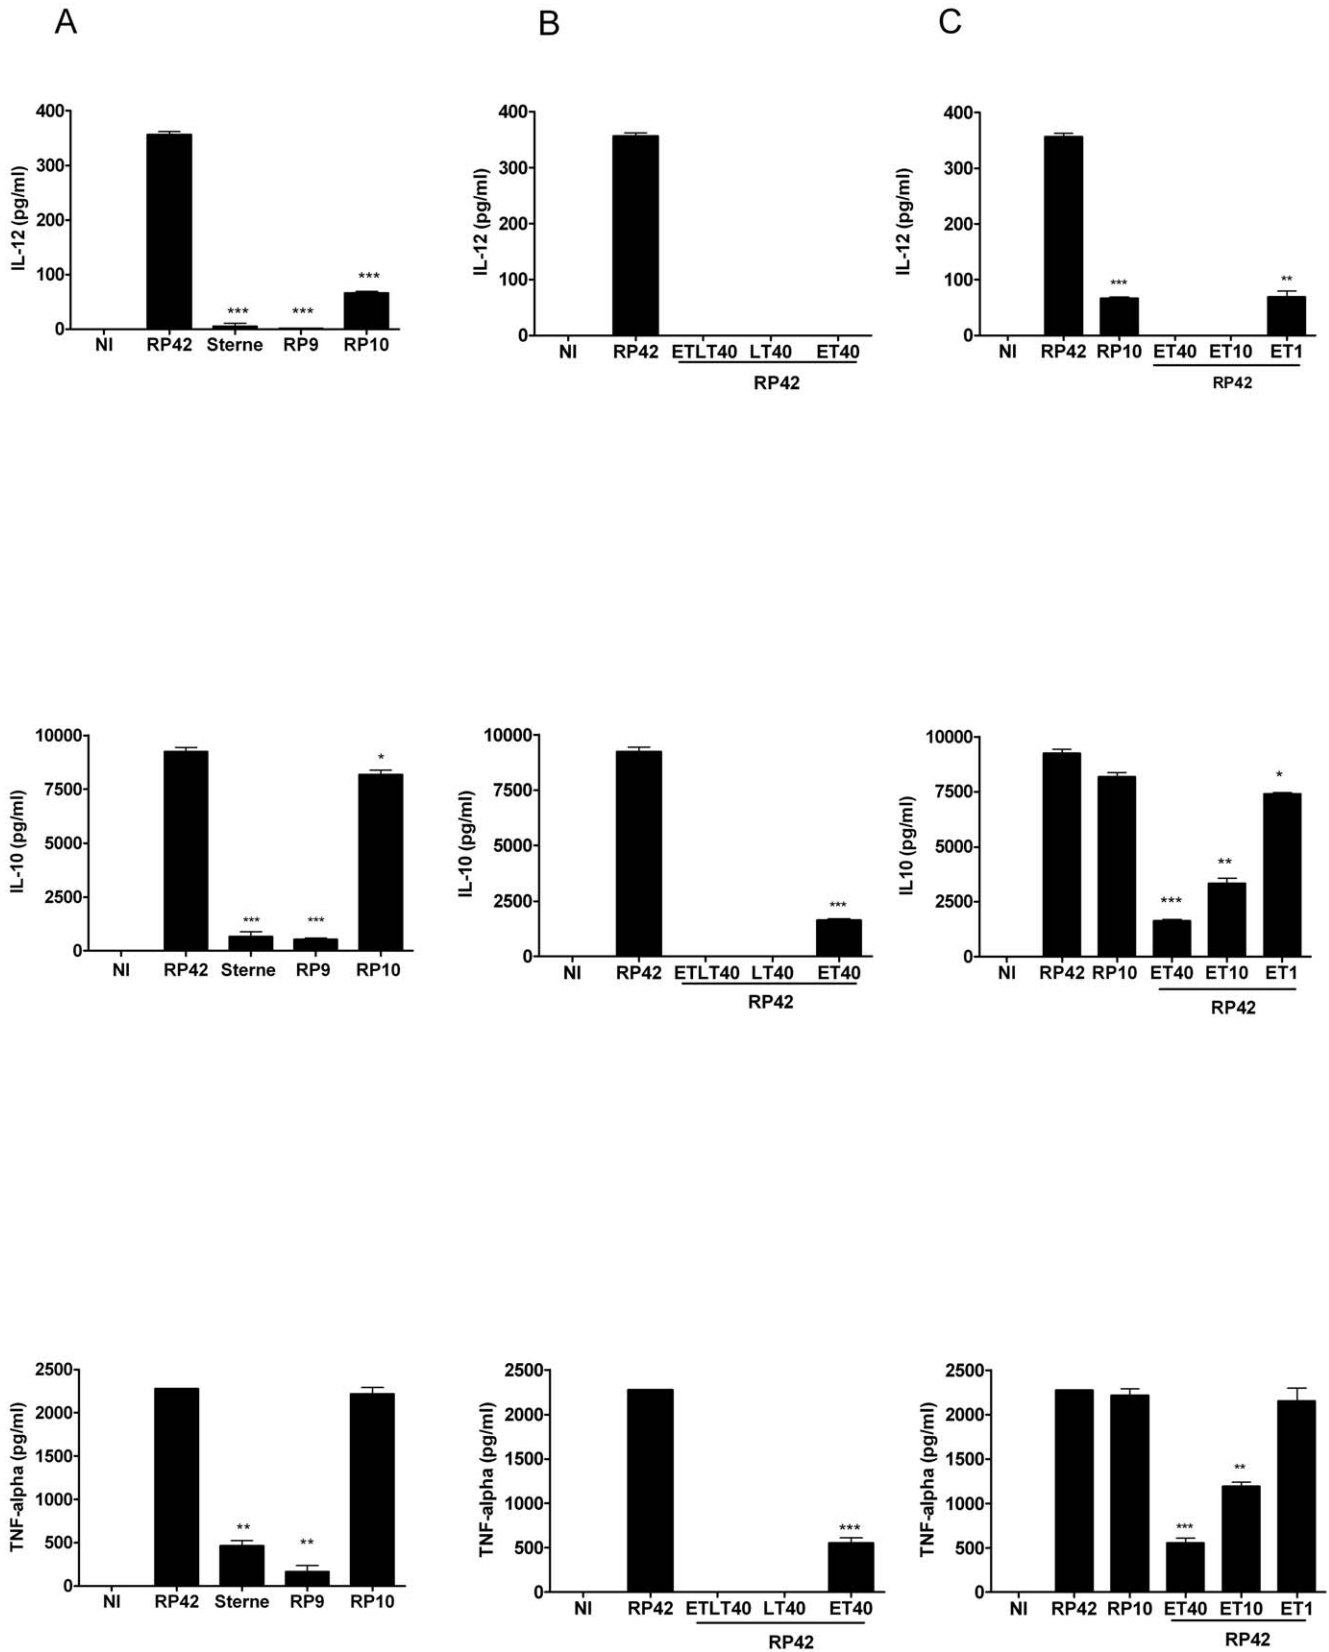 A
B
C
IL-12 (pg/ml)
400
300
200
100
0
***
***
***
NI RP42 Sterne RP9 RP10
IL-12 (pg/ml)
400
300
200
100
0
NI RP42 ETLT40 LT40 ET40
RP42
IL-12 (pg/ml)
400
300
200
100
0
***
**
NI RP42 RP10 ET40 ET10 ET1
RP42
IL-10 (pg/ml)
10000
7500
5000
2500
0
***
***
*
NI RP42 Sterne RP9 RP10
IL-10 (pg/ml)
10000
7500
5000
2500
0
***
NI RP42 ETLT40 LT40 ET40
RP42
IL10 (pg/ml)
10000
7500
5000
2500
0
***
**
*
NI RP42 RP10 ET40 ET10 ET1
RP42
TNF-alpha (pg/ml)
2500
2000
1500
1000
500
0
**
**
NI RP42 Sterne RP9 RP10
TNF-alpha (pg/ml)
2500
2000
1500
1000
500
0
***
NI RP42 ETLT40 LT40 ET40
RP42
TNF-alpha (pg/ml)
2500
2000
1500
1000
500
0
***
**
NI RP42 RP10 ET40 ET10 ET1
RP42